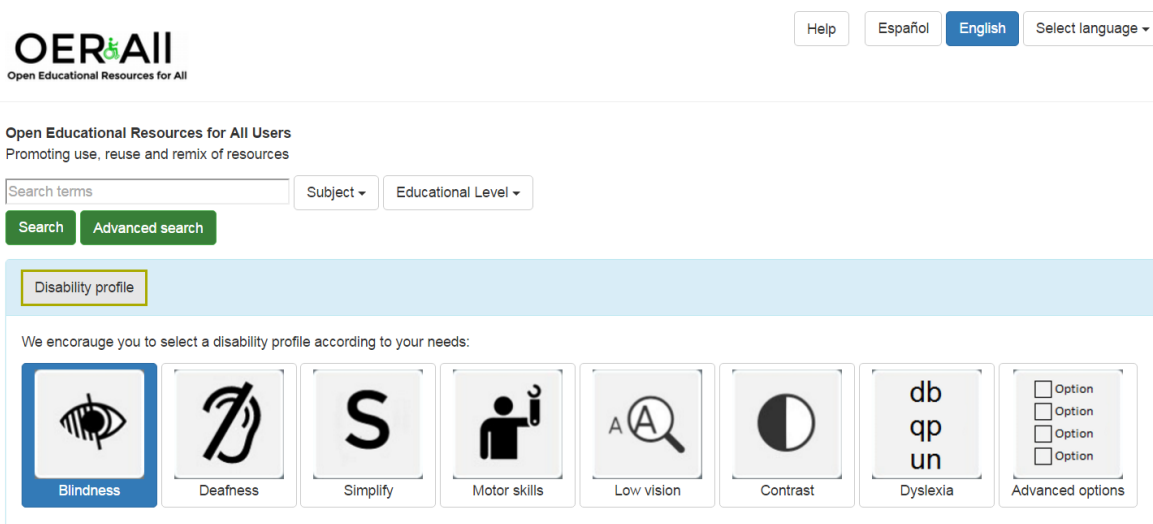 Help Español English Select language
OER All
Open Educational Resources for All
Open Educational Resources for All Users
Promoting use, reuse and remix of resources
Search terms Subject Educational Level
Search Advanced search
Disability profile
We encorauge you to select a disability profile according to your needs:
S
A A
db
qp
un
Option
Option
Option
Option
Blindness Deafness Simplify Motor skills Low vision Contrast Dyslexia Advanced options